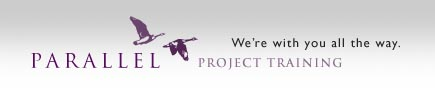 We're with you all the way.
PARALLEL PROJECT TRAINING